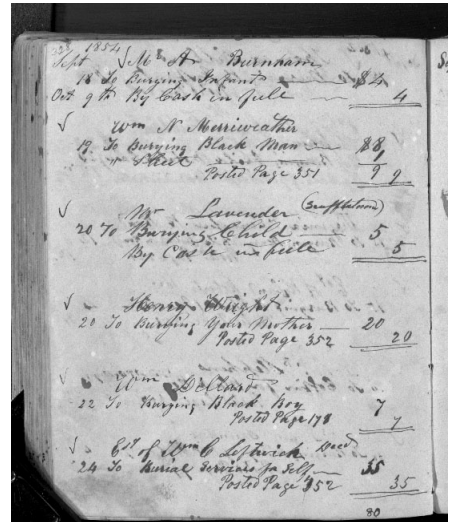 1854
Sept Mr A Burnham
18 To Burying Infant $4
Oct 9th By Cash in full 4
Wm N Merriweather
19 To Burying Black Man $8
" Sheet 1
Posted Page 351 9 9
Mr Lavender
20 To Burying Child 5
By Cash in full 5
Henry Wright
20 To Burying Your Mother 20
Posted Page 352 20
Wm Dellard
22 To Burying Black Boy 7
Posted Page 178 7
Est of Wm C Leftwich Decd
24 To Burial Services for Self 35
Posted Page 352 35
80